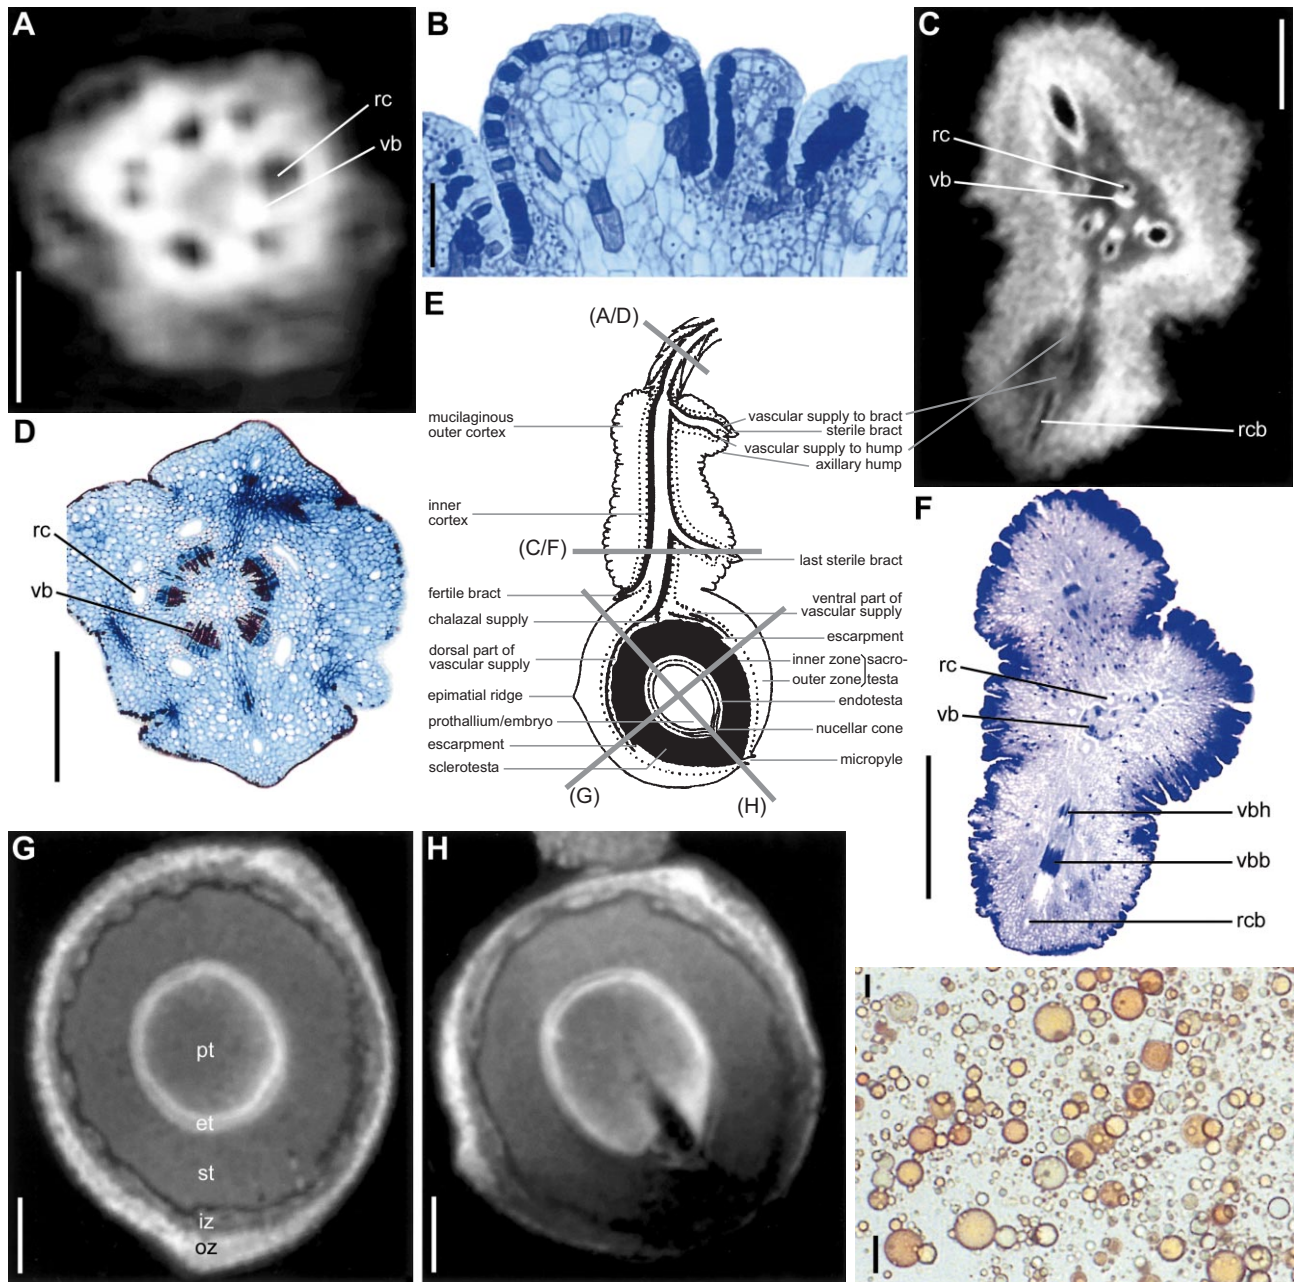 A
rc
vb
B
C
rc
vb
rcb
D
rc
vb
E
(A/D)
mucilaginous
outer cortex
inner
cortex
(C/F)
fertile bract
chalazal supply
dorsal part of
vascular supply
epimatial ridge
prothallium/embryo
escarpment
sclerotesta
(G)
(H)
vascular supply to bract
sterile bract
vascular supply to hump
axillary hump
last sterile bract
ventral part of
vascular supply
escarpment
inner zone sacro-
outer zone testa
endotesta
nucellar cone
micropyle
F
rc
vb
vbh
vbb
rcb
G
pt
et
st
iz
oz
H